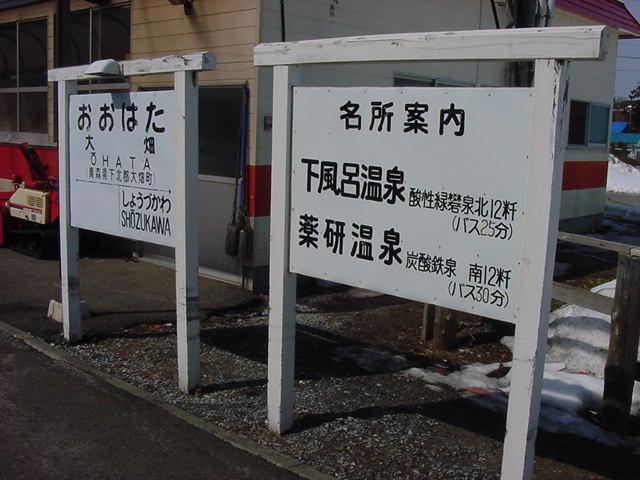 おおはた
大畑
ŌHATA
(青森県下北郡大畑町)
しょうづかわ
SHŌZUKAWA
名所案内
下風呂温泉 酸性緑礬泉北12粁
(バス25分)
薬研温泉 炭酸鉄泉 南12粁
(バス30分)